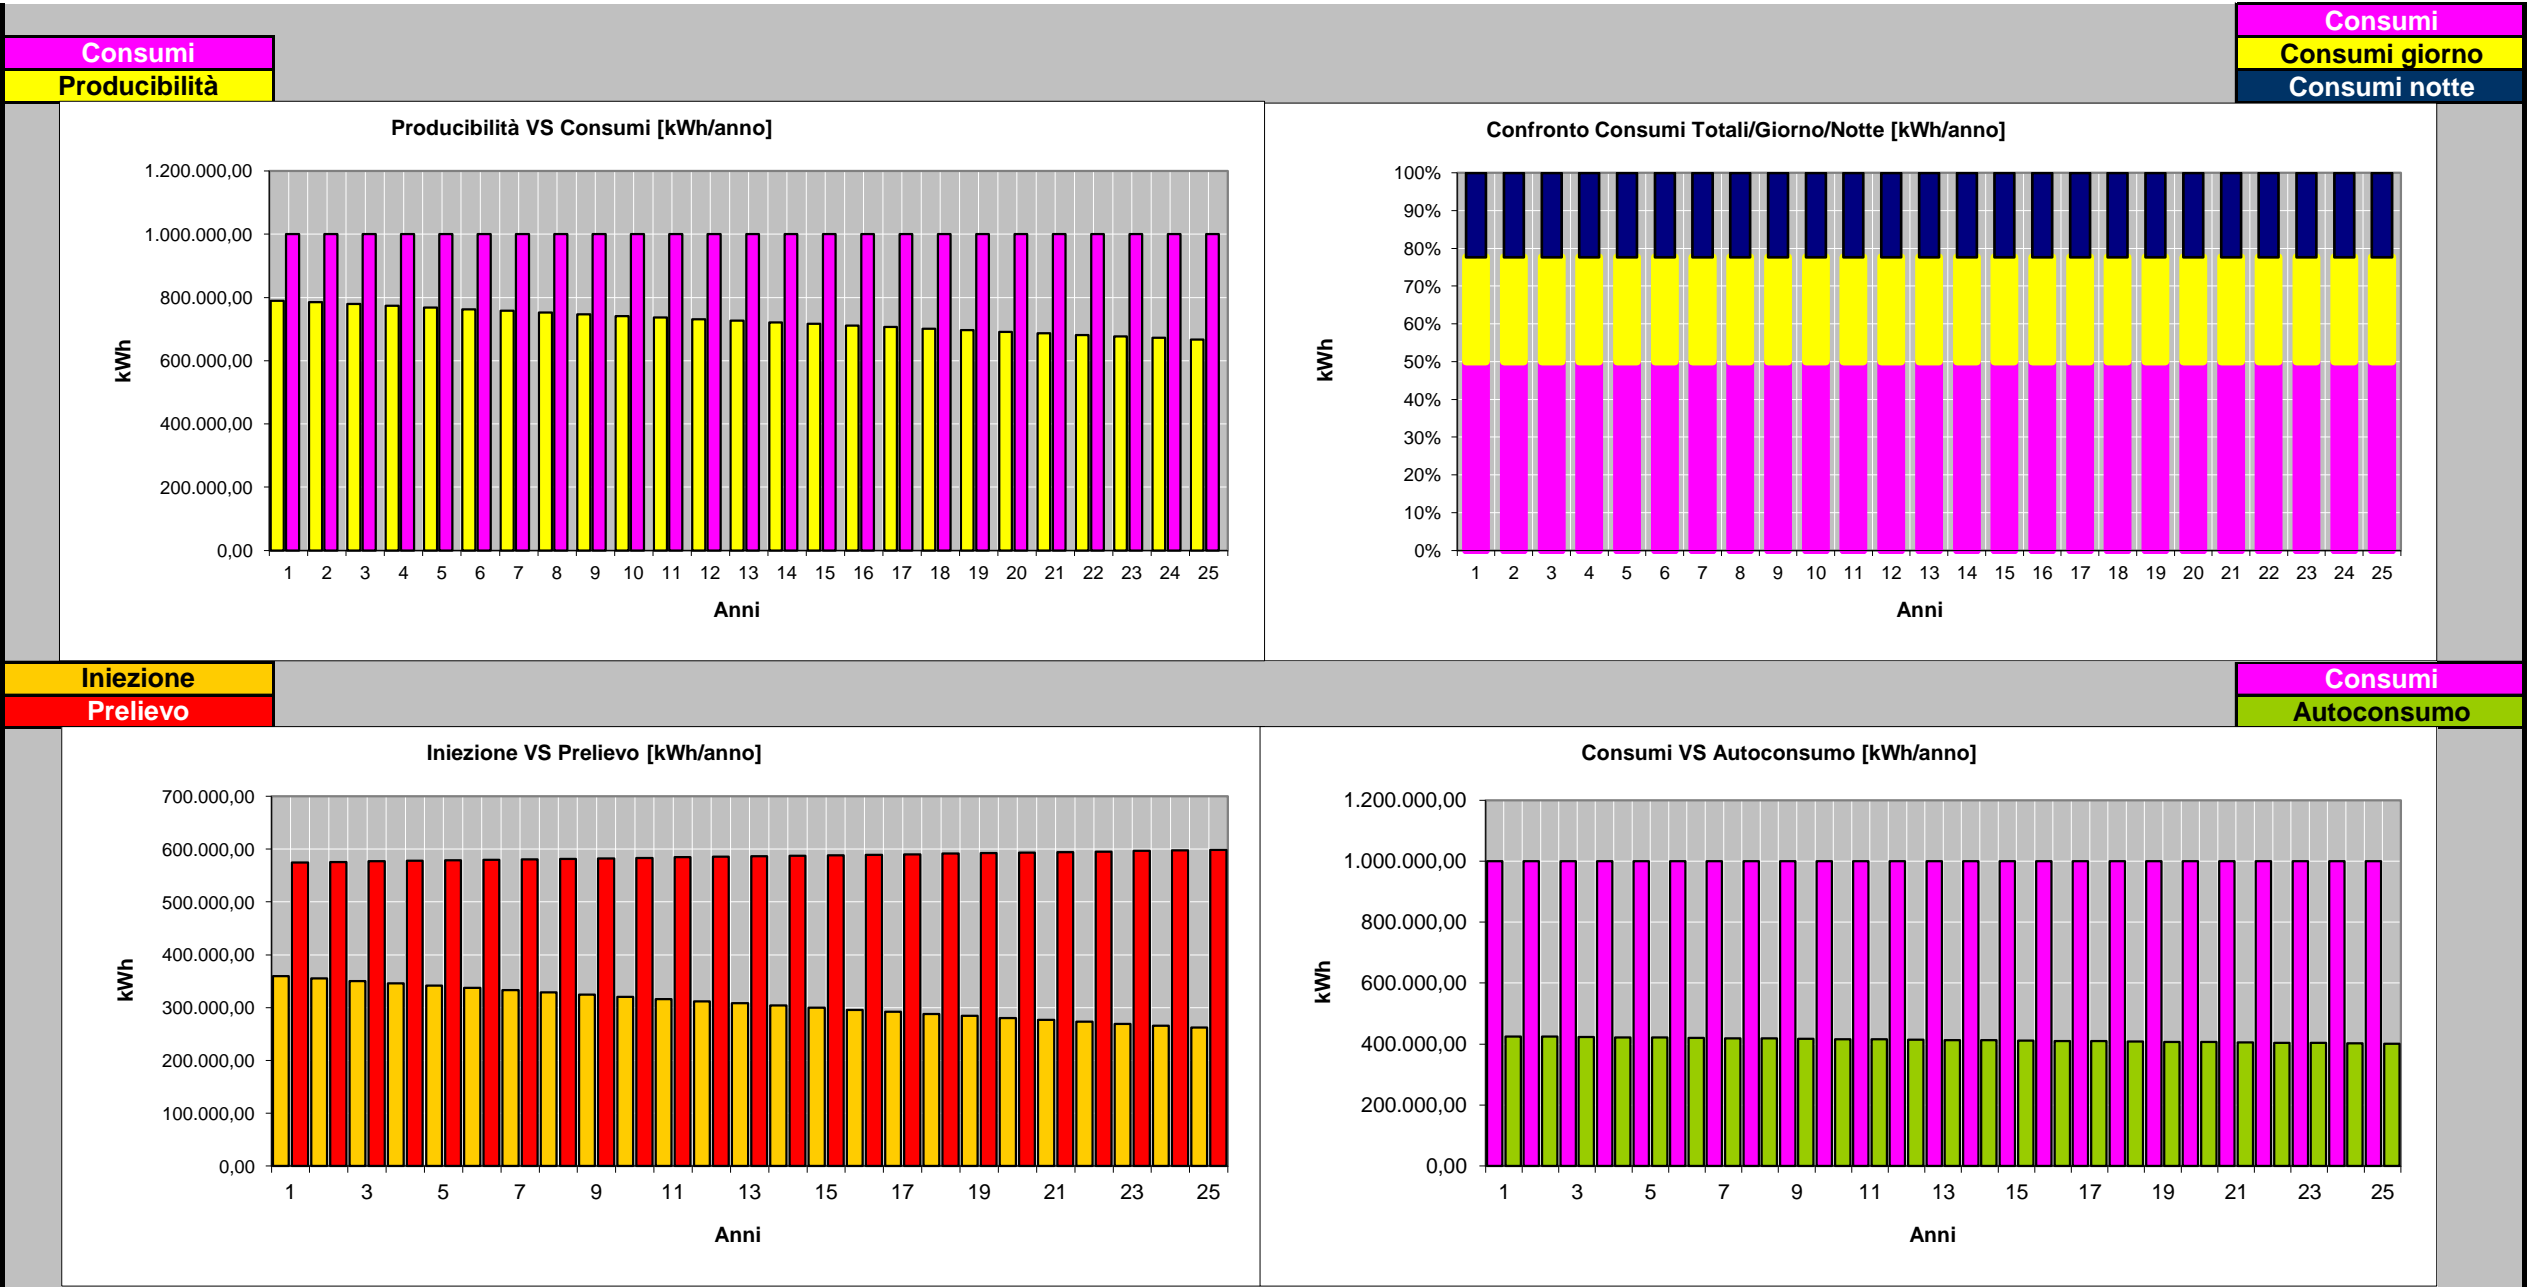 Consumi
Producibilità
Consumi
Consumi giorno
Consumi notte
Producibilità VS Consumi [kWh/anno]
1.200.000,00
1.000.000,00
800.000,00
600.000,00
400.000,00
200.000,00
0,00
kWh
1 2 3 4 5 6 7 8 9 10 11 12 13 14 15 16 17 18 19 20 21 22 23 24 25
Anni
Confronto Consumi Totali/Giorno/Notte [kWh/anno]
100%
90%
80%
70%
60%
50%
40%
30%
20%
10%
0%
kWh
1 2 3 4 5 6 7 8 9 10 11 12 13 14 15 16 17 18 19 20 21 22 23 24 25
Anni
Iniezione
Prelievo
Consumi
Autoconsumo
Iniezione VS Prelievo [kWh/anno]
700.000,00
600.000,00
500.000,00
400.000,00
300.000,00
200.000,00
100.000,00
0,00
kWh
1 3 5 7 9 11 13 15 17 19 21 23 25
Anni
Consumi VS Autoconsumo [kWh/anno]
1.200.000,00
1.000.000,00
800.000,00
600.000,00
400.000,00
200.000,00
0,00
kWh
1 3 5 7 9 11 13 15 17 19 21 23 25
Anni